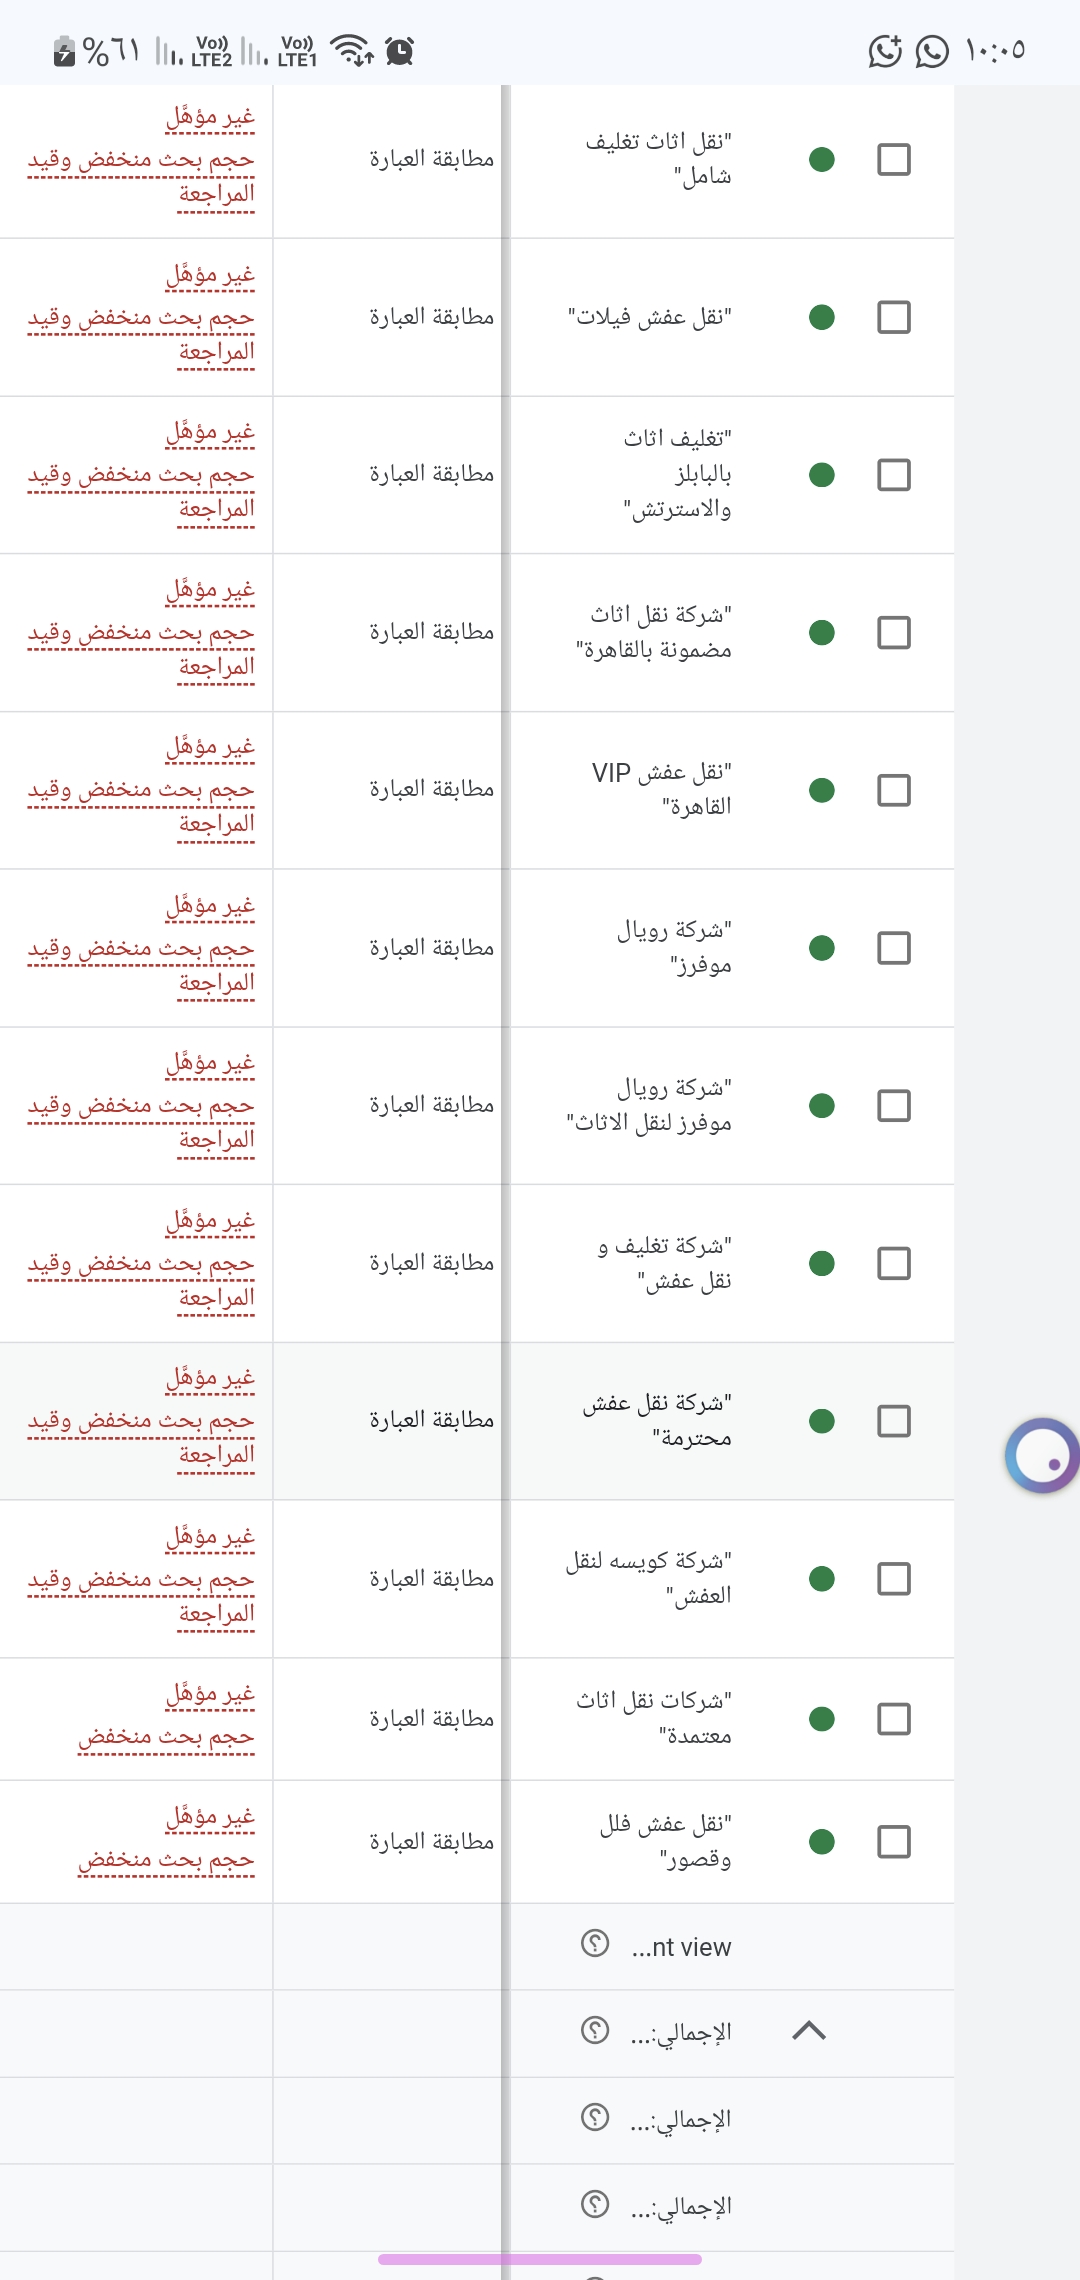 ١٠:٠٥
Vo)) LTE1
Vo)) LTE2
%٦١
"نقل اثاث تغليف
شامل"
مطابقة العبارة
غير مؤهَّل
حجم بحث منخفض وقيد
المراجعة
"نقل عفش فيلات"
مطابقة العبارة
غير مؤهَّل
حجم بحث منخفض وقيد
المراجعة
"تغليف اثاث
بالبابلز
والاسترتش"
مطابقة العبارة
غير مؤهَّل
حجم بحث منخفض وقيد
المراجعة
"شركة نقل اثاث
مضمونة بالقاهرة"
مطابقة العبارة
غير مؤهَّل
حجم بحث منخفض وقيد
المراجعة
"نقل عفش VIP
القاهرة"
مطابقة العبارة
غير مؤهَّل
حجم بحث منخفض وقيد
المراجعة
"شركة رويال
موفرز"
مطابقة العبارة
غير مؤهَّل
حجم بحث منخفض وقيد
المراجعة
"شركة رويال
موفرز لنقل الاثاث"
مطابقة العبارة
غير مؤهَّل
حجم بحث منخفض وقيد
المراجعة
"شركة تغليف و
نقل عفش"
مطابقة العبارة
غير مؤهَّل
حجم بحث منخفض وقيد
المراجعة
"شركة نقل عفش
محترمة"
مطابقة العبارة
غير مؤهَّل
حجم بحث منخفض وقيد
المراجعة
"شركة كويسه لنقل
العفش"
مطابقة العبارة
غير مؤهَّل
حجم بحث منخفض وقيد
المراجعة
"شركات نقل اثاث
معتمدة"
مطابقة العبارة
غير مؤهَّل
حجم بحث منخفض
"نقل عفش فلل
وقصور"
مطابقة العبارة
غير مؤهَّل
حجم بحث منخفض
...nt view
الإجمالي:...
الإجمالي:...
الإجمالي:...